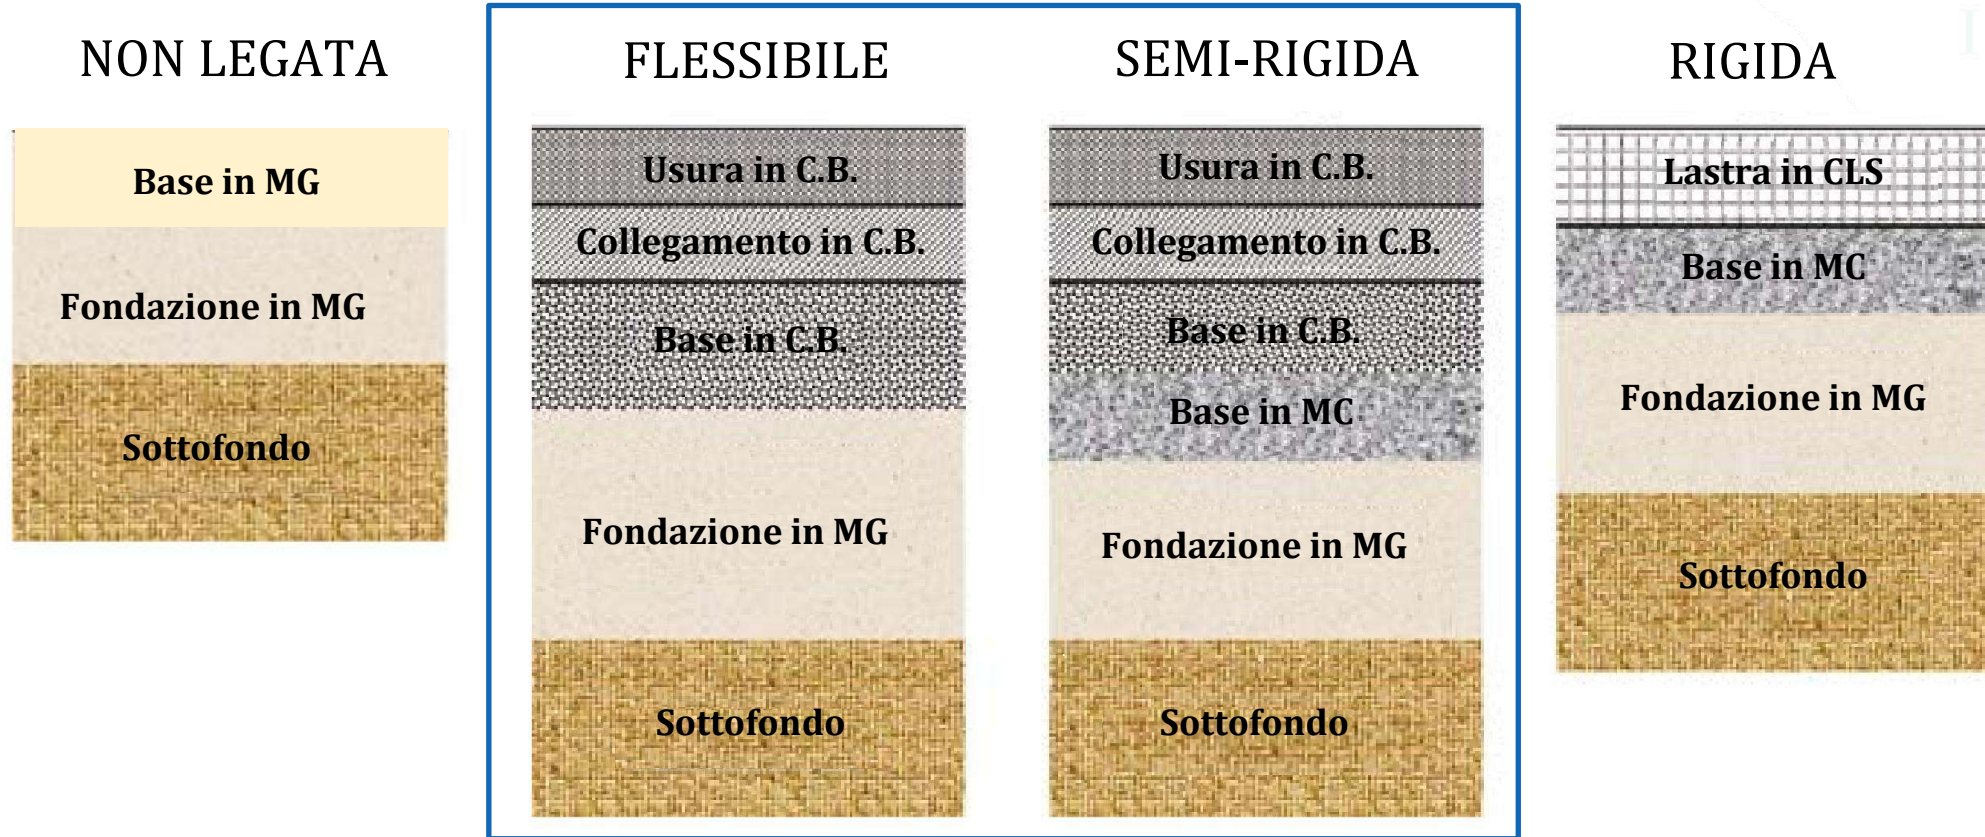 NON LEGATA
Base in MG
Fondazione in MG
Sottofondo
FLESSIBILE
Usura in C.B.
Collegamento in C.B.
Base in C.B.
Fondazione in MG
Sottofondo
SEMI-RIGIDA
Usura in C.B.
Collegamento in C.B.
Base in C.B.
Base in MC
Fondazione in MG
Sottofondo
RIGIDA
Lastra in CLS
Base in MC
Fondazione in MG
Sottofondo